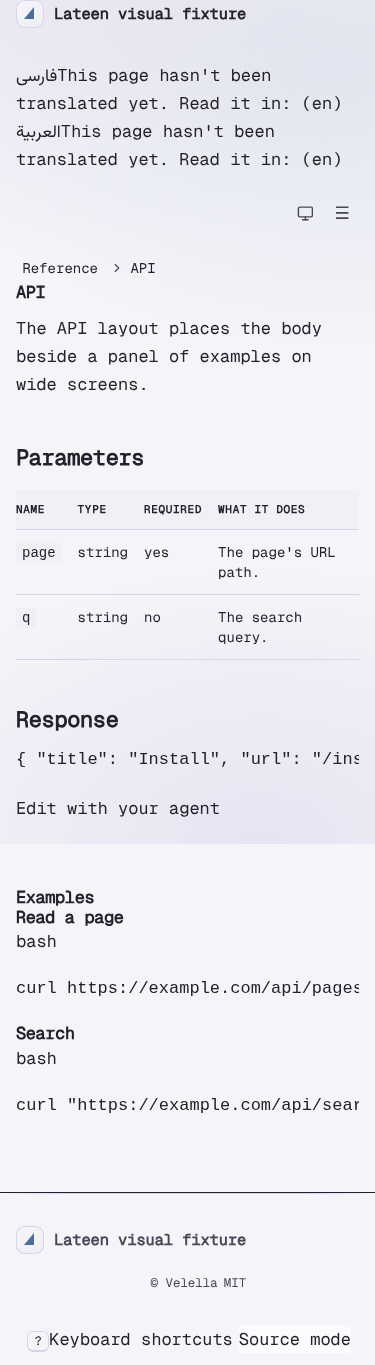 Lateen visual fixture
فارسیThis page hasn't been
translated yet. Read it in: (en)
العربيةThis page hasn't been
translated yet. Read it in: (en)
Reference > API
API
The API layout places the body
beside a panel of examples on
wide screens.
Parameters
NAME TYPE REQUIRED WHAT IT DOES
page string yes The page's URL
path.
q string no The search
query.
Response
{ "title": "Install", "url": "/ins
Edit with your agent
Examples
Read a page
bash
curl https://example.com/api/pages
Search
bash
curl "https://example.com/api/sear
Lateen visual fixture
© Velella MIT
? Keyboard shortcuts Source mode